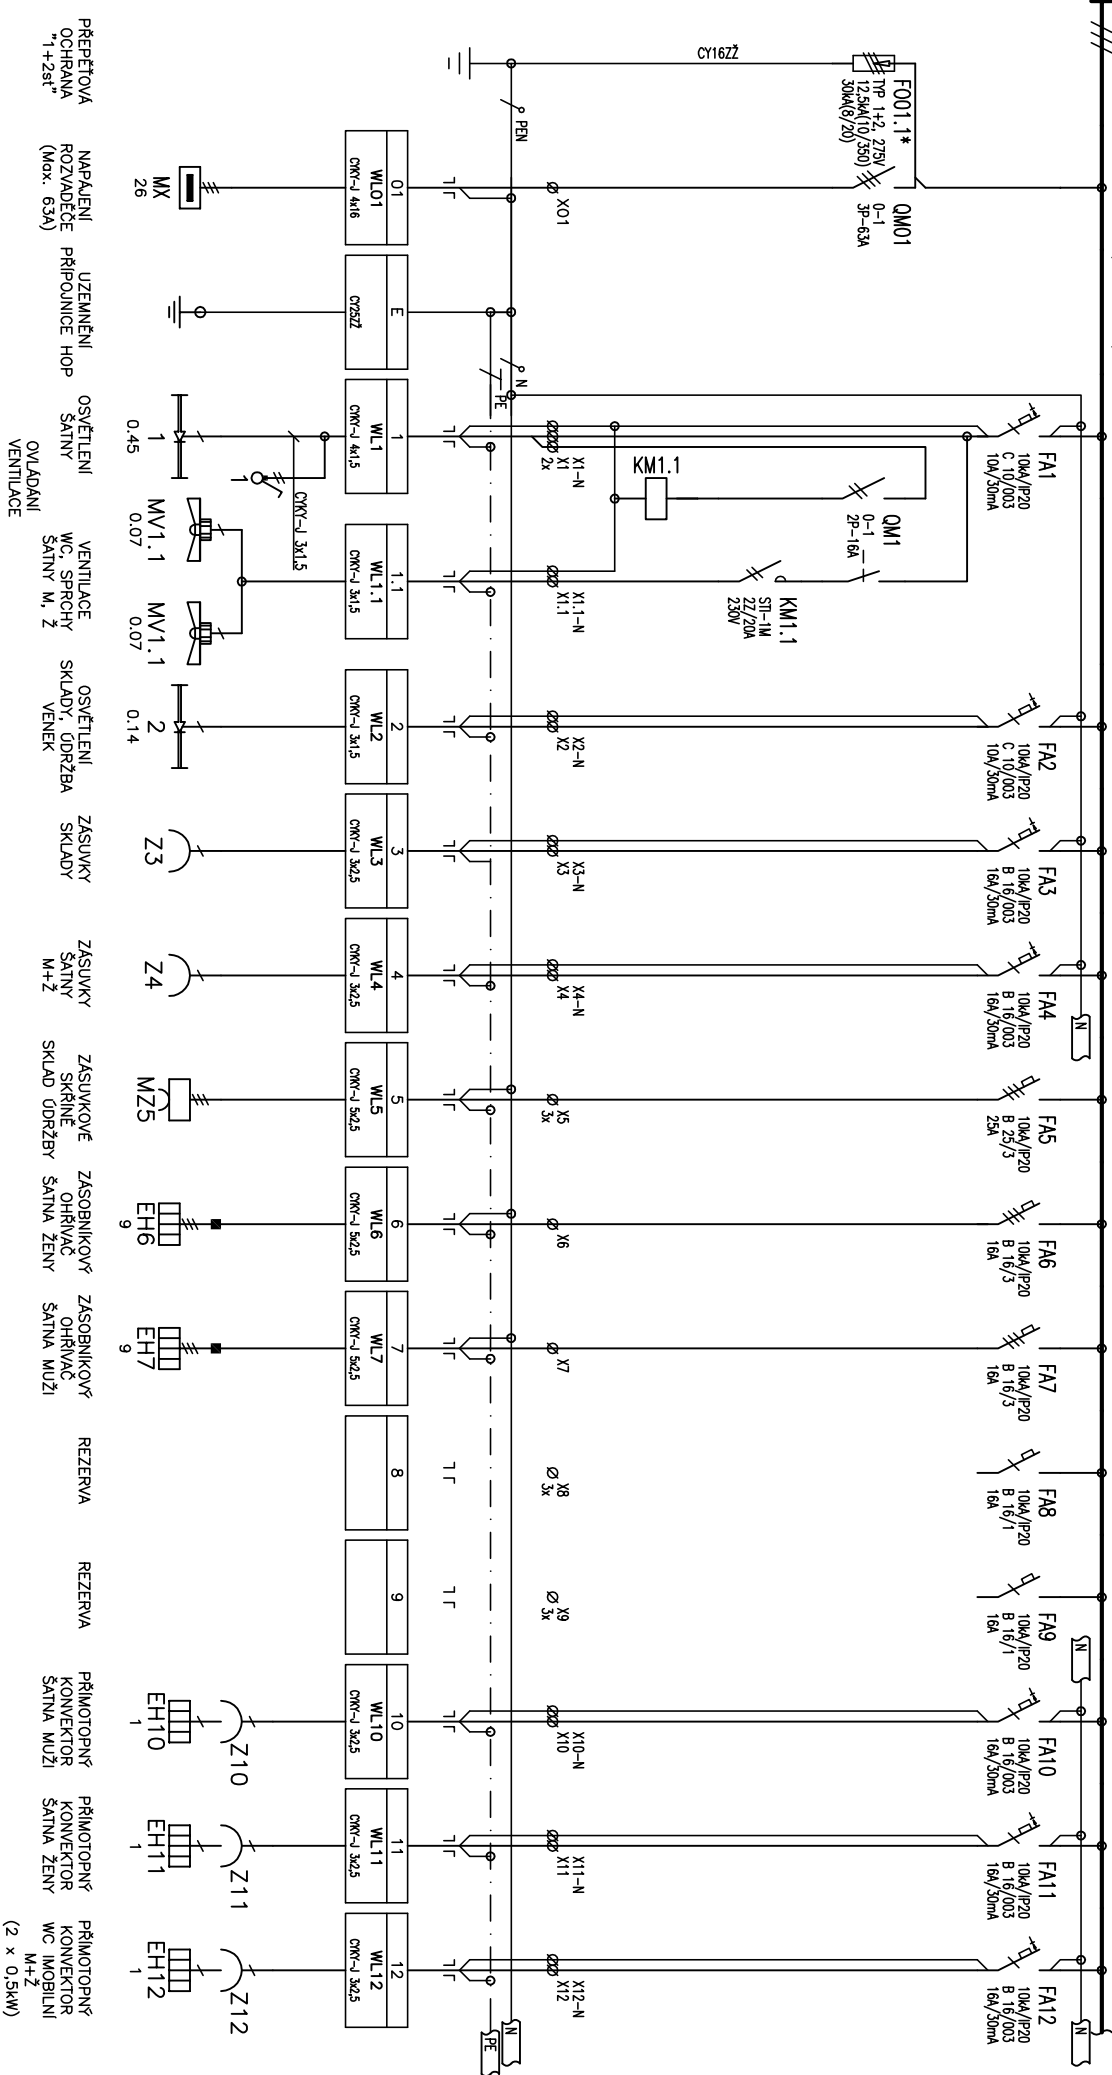 FO01.1*
TYP 1+2, 275V
12,5kA(10/350)
30kA(8/20)
CY16ZŽ
PEN
QM01
0-1
3P-63A
X01
01
WL01
CYKY-J 4x16
MX
26
PŘEPĚŤOVÁ
OCHRANA
"1+2st"
NAPÁJENÍ
ROZVADĚČE
(Max. 63A)
E
CY25ZŽ
UZEMNĚNÍ
PŘÍPOJNICE HOP
N
PE
FA1
10kA/IP20
C 10/003
10A/30mA
X1-N
X1
2x
1
WL1
CYKY-J 4x1,5
1
0.45
OSVĚTLENÍ
ŠATNY
1
CYKY-J 3x1,5
OVLÁDÁNÍ
VENTILACE
KM1.1
QM1
0-1
2P-16A
KM1.1
STI-1M
2Z/20A
230V
X1.1-N
X1.1
1.1
WL1.1
CYKY-J 3x1,5
MV1.1
0.07
MV1.1
0.07
VENTILACE
WC, SPRCHY
ŠATNY M, Ž
FA2
10kA/IP20
C 10/003
10A/30mA
X2-N
X2
2
WL2
CYKY-J 3x1,5
2
0.14
OSVĚTLENÍ
SKLADY, ÚDRŽBA
VENEK
FA3
10kA/IP20
B 16/003
16A/30mA
X3-N
X3
3
WL3
CYKY-J 3x2,5
Z3
ZÁSUVKY
SKLADY
FA4
10kA/IP20
B 16/003
16A/30mA
N
X4-N
X4
4
WL4
CYKY-J 3x2,5
Z4
ZÁSUVKY
ŠATNY
M+Ž
FA5
10kA/IP20
B 25/3
25A
X5
3x
5
WL5
CYKY-J 5x2,5
MZ5
ZÁSUVKOVÉ
SKŘÍNĚ
SKLAD ÚDRŽBY
FA6
10kA/IP20
B 16/3
16A
X6
6
WL6
CYKY-J 5x2,5
EH6
9
ZÁSOBNÍKOVÝ
OHŘÍVAČ
ŠATNA ŽENY
FA7
10kA/IP20
B 16/3
16A
X7
7
WL7
CYKY-J 5x2,5
EH7
9
ZÁSOBNÍKOVÝ
OHŘÍVAČ
ŠATNA MUŽI
FA8
10kA/IP20
B 16/1
16A
X8
3x
8
REZERVA
FA9
10kA/IP20
B 16/1
16A
X9
3x
9
REZERVA
N
FA10
10kA/IP20
B 16/003
16A/30mA
X10-N
X10
10
WL10
CYKY-J 3x2,5
Z10
EH10
1
PŘÍMOTOPNÝ
KONVEKTOR
ŠATNA MUŽI
FA11
10kA/IP20
B 16/003
16A/30mA
X11-N
X11
11
WL11
CYKY-J 3x2,5
Z11
EH11
1
PŘÍMOTOPNÝ
KONVEKTOR
ŠATNA ŽENY
FA12
10kA/IP20
B 16/003
16A/30mA
N
X12-N
X12
12
WL12
CYKY-J 3x2,5
N
PE
Z12
EH12
1
PŘÍMOTOPNÝ
KONVEKTOR
WC IMOBILNÍ
M+Ž
(2 x 0,5kW)